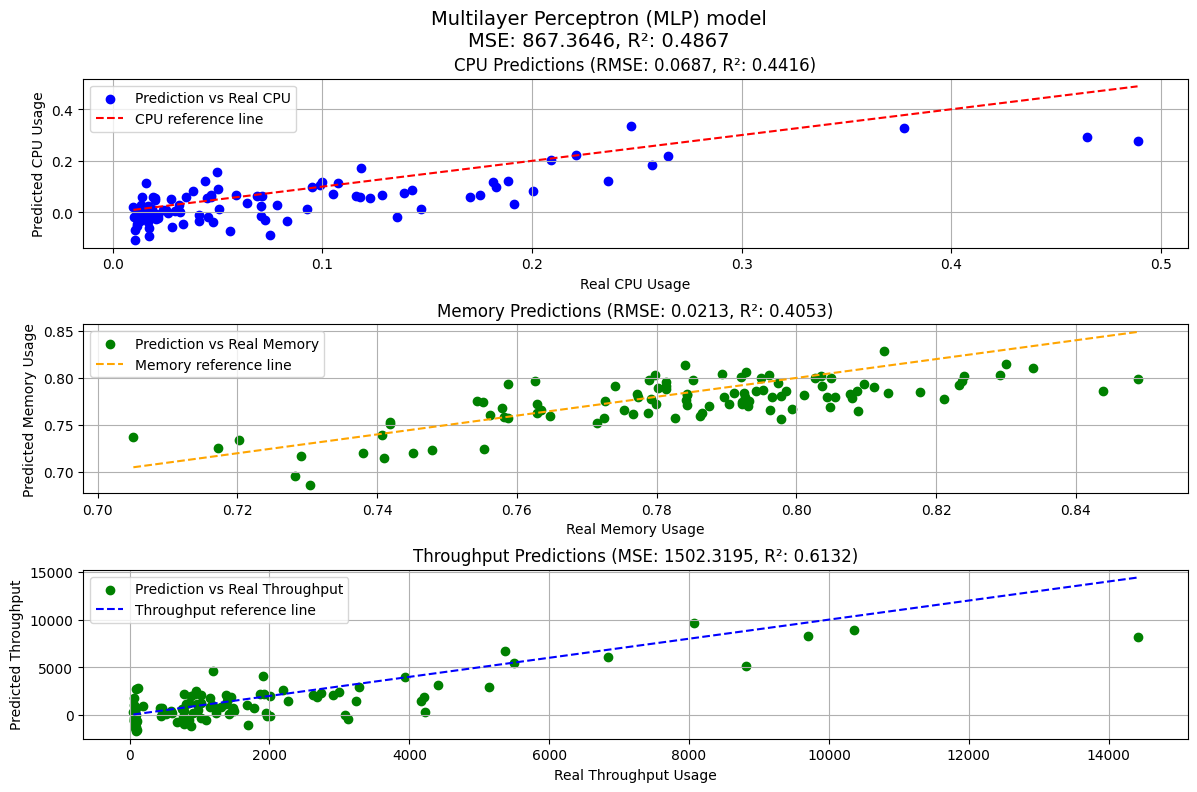 Multilayer Perceptron (MLP) model
MSE: 867.3646, R²: 0.4867
CPU Predictions (RMSE: 0.0687, R²: 0.4416)
Prediction vs Real CPU
CPU reference line
Predicted CPU Usage
0.4
0.2
0.0
0.0 0.1 0.2 0.3 0.4 0.5
Real CPU Usage
Memory Predictions (RMSE: 0.0213, R²: 0.4053)
Prediction vs Real Memory
Memory reference line
Predicted Memory Usage
0.85
0.80
0.75
0.70
0.70 0.72 0.74 0.76 0.78 0.80 0.82 0.84
Real Memory Usage
Throughput Predictions (MSE: 1502.3195, R²: 0.6132)
Prediction vs Real Throughput
Throughput reference line
Predicted Throughput
15000
10000
5000
0
0 2000 4000 6000 8000 10000 12000 14000
Real Throughput Usage